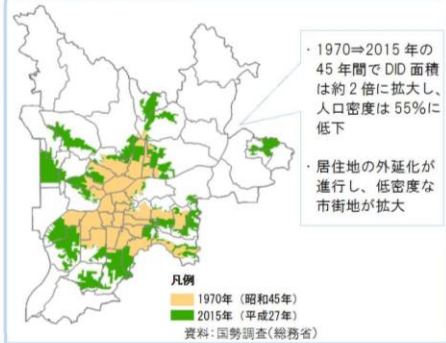 ・1970⇒2015 年の
45 年間で DID 面積
は約 2 倍に拡大し、
人口密度は 55%に
低下
・居住地の外延化が
進行し、低密度な
市街地が拡大
凡例
1970年（昭和45年）
2015年（平成27年）
資料：国勢調査(総務省)